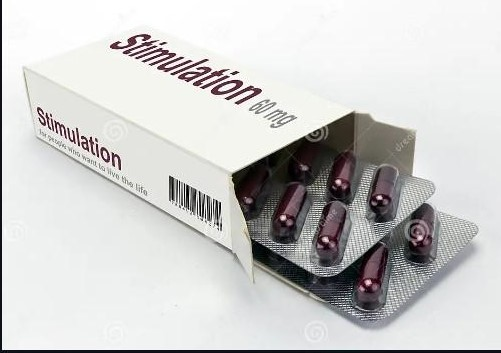 Stimulation 60 mg
Stimulation
for people who want to live the life